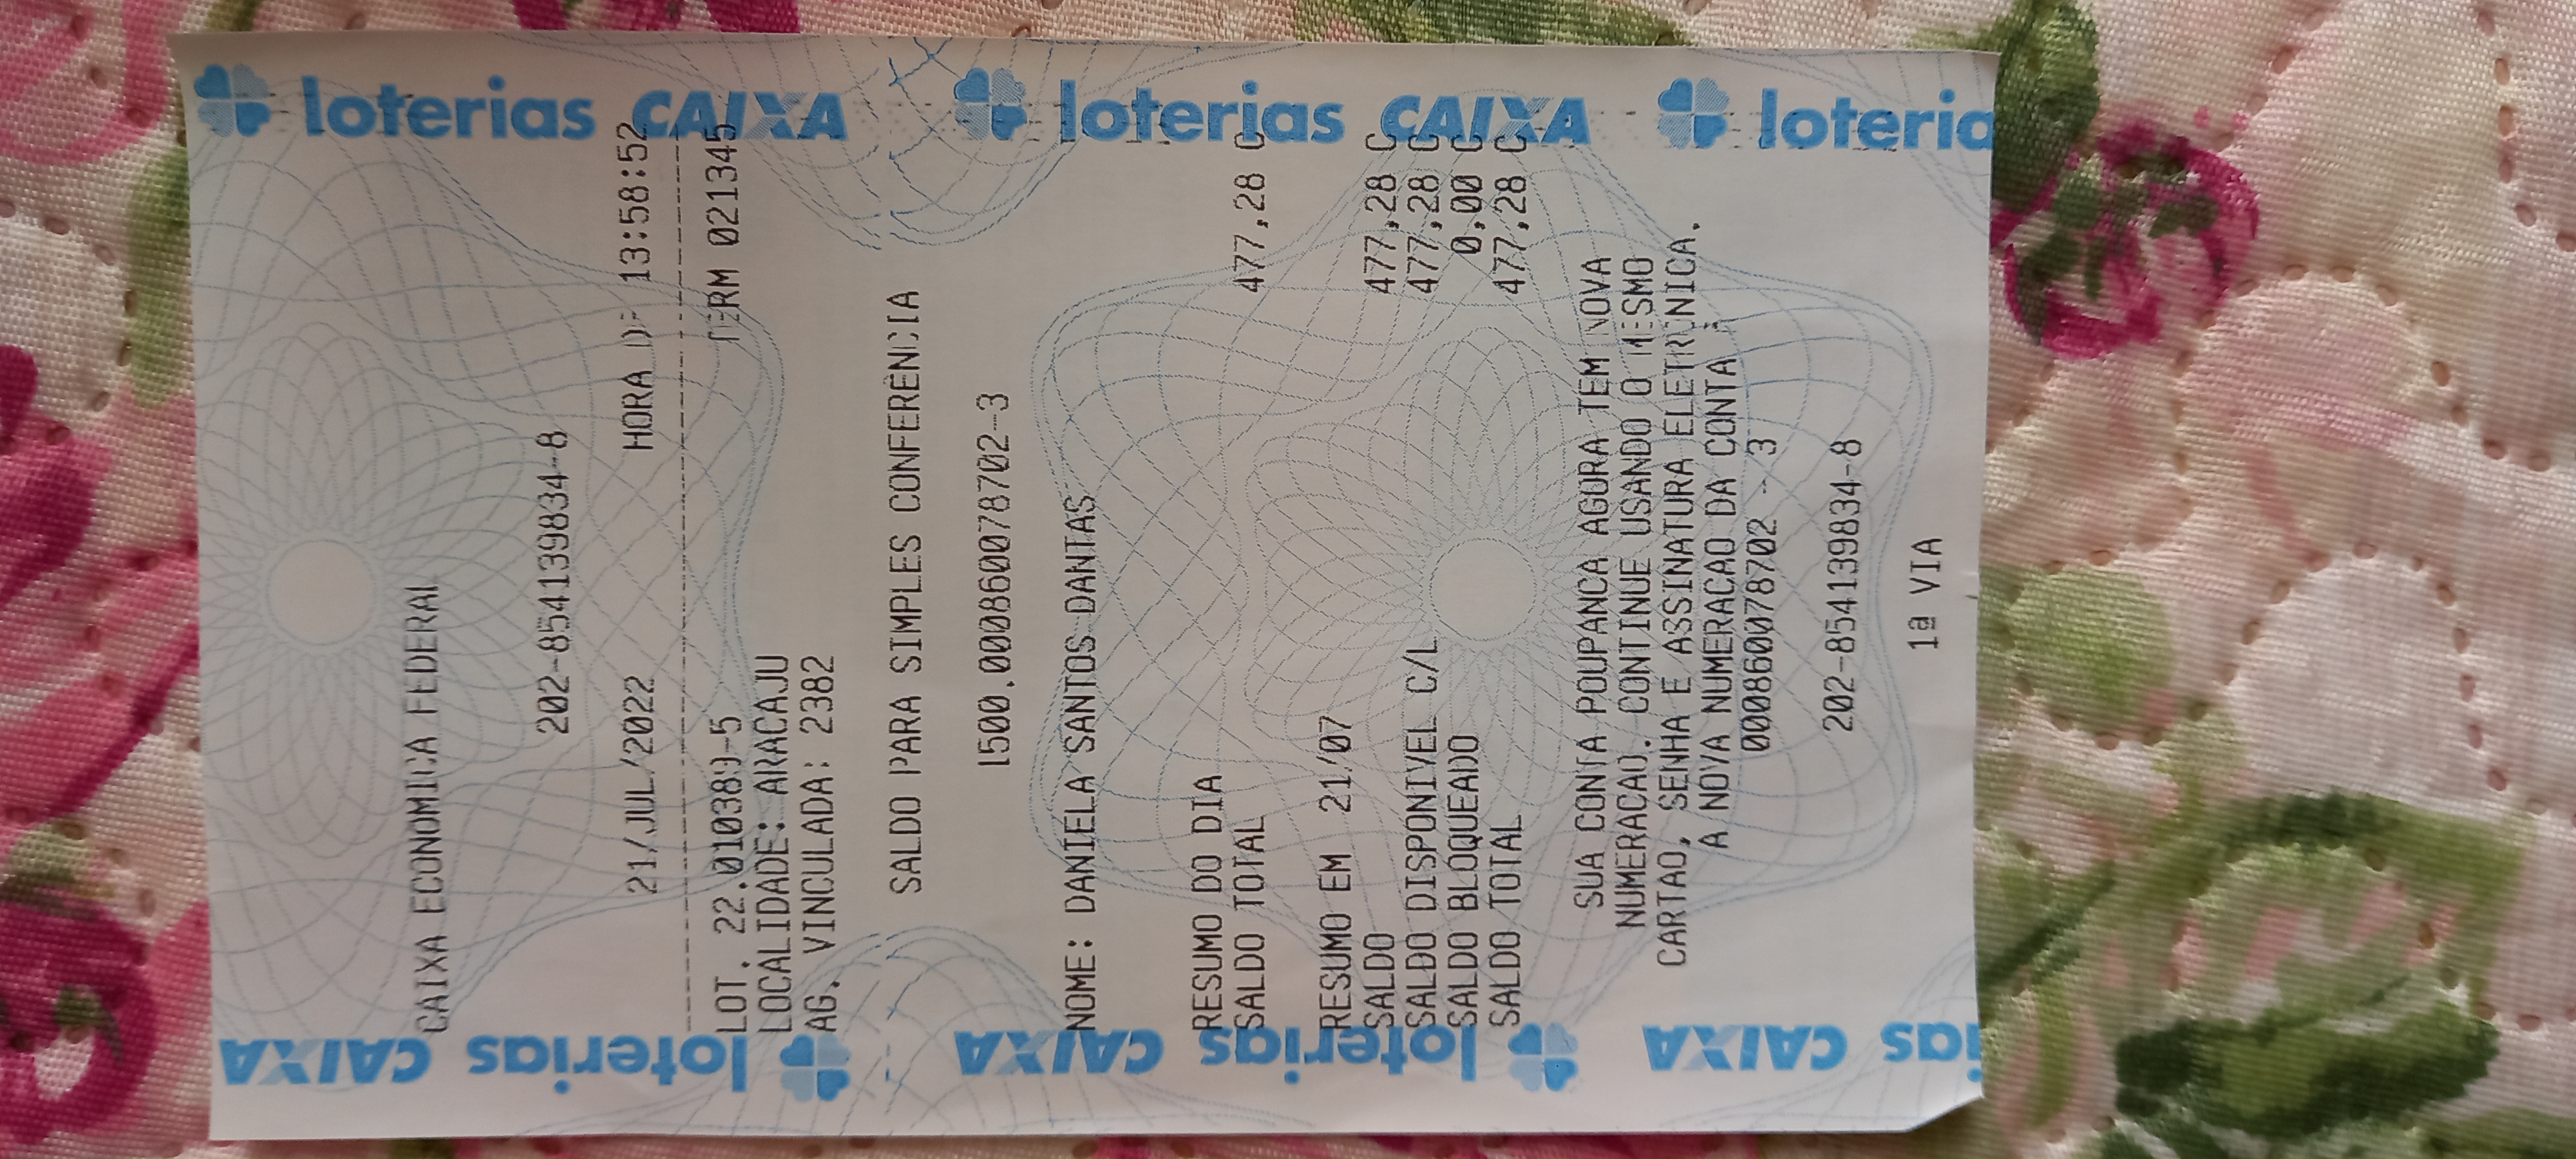 loterias CAIXA loterias CAIXA loteria
CAIXA ECONOMICA FEDERAL
202-854139834-8
21/JUL/2022 HORA DF 13:58:52
LOT. 22.010389-5 TERM 021345
LOCALIDADE: ARACAJU
AG. VINCULADA: 2382
SALDO PARA SIMPLES CONFERÊNCIA
1500.000860078702-3
NOME: DANIELA SANTOS DANTAS
RESUMO DO DIA
SALDO TOTAL 477,28 C
RESUMO EM 21/07
SALDO 477,28 C
SALDO DISPONIVEL C/L 477,28 C
SALDO BLOQUEADO 0,00 C
SALDO TOTAL 477,28 C
SUA CONTA POUPANCA AGORA TEM NOVA
NUMERACAO. CONTINUE USANDO O MESMO
CARTAO, SENHA E ASSINATURA ELETRONICA.
A NOVA NUMERACAO DA CONTA É
000860078702 - 3
202-854139834-8
1ª VIA
ias CAIXA loterias CAIXA loterias CAIXA